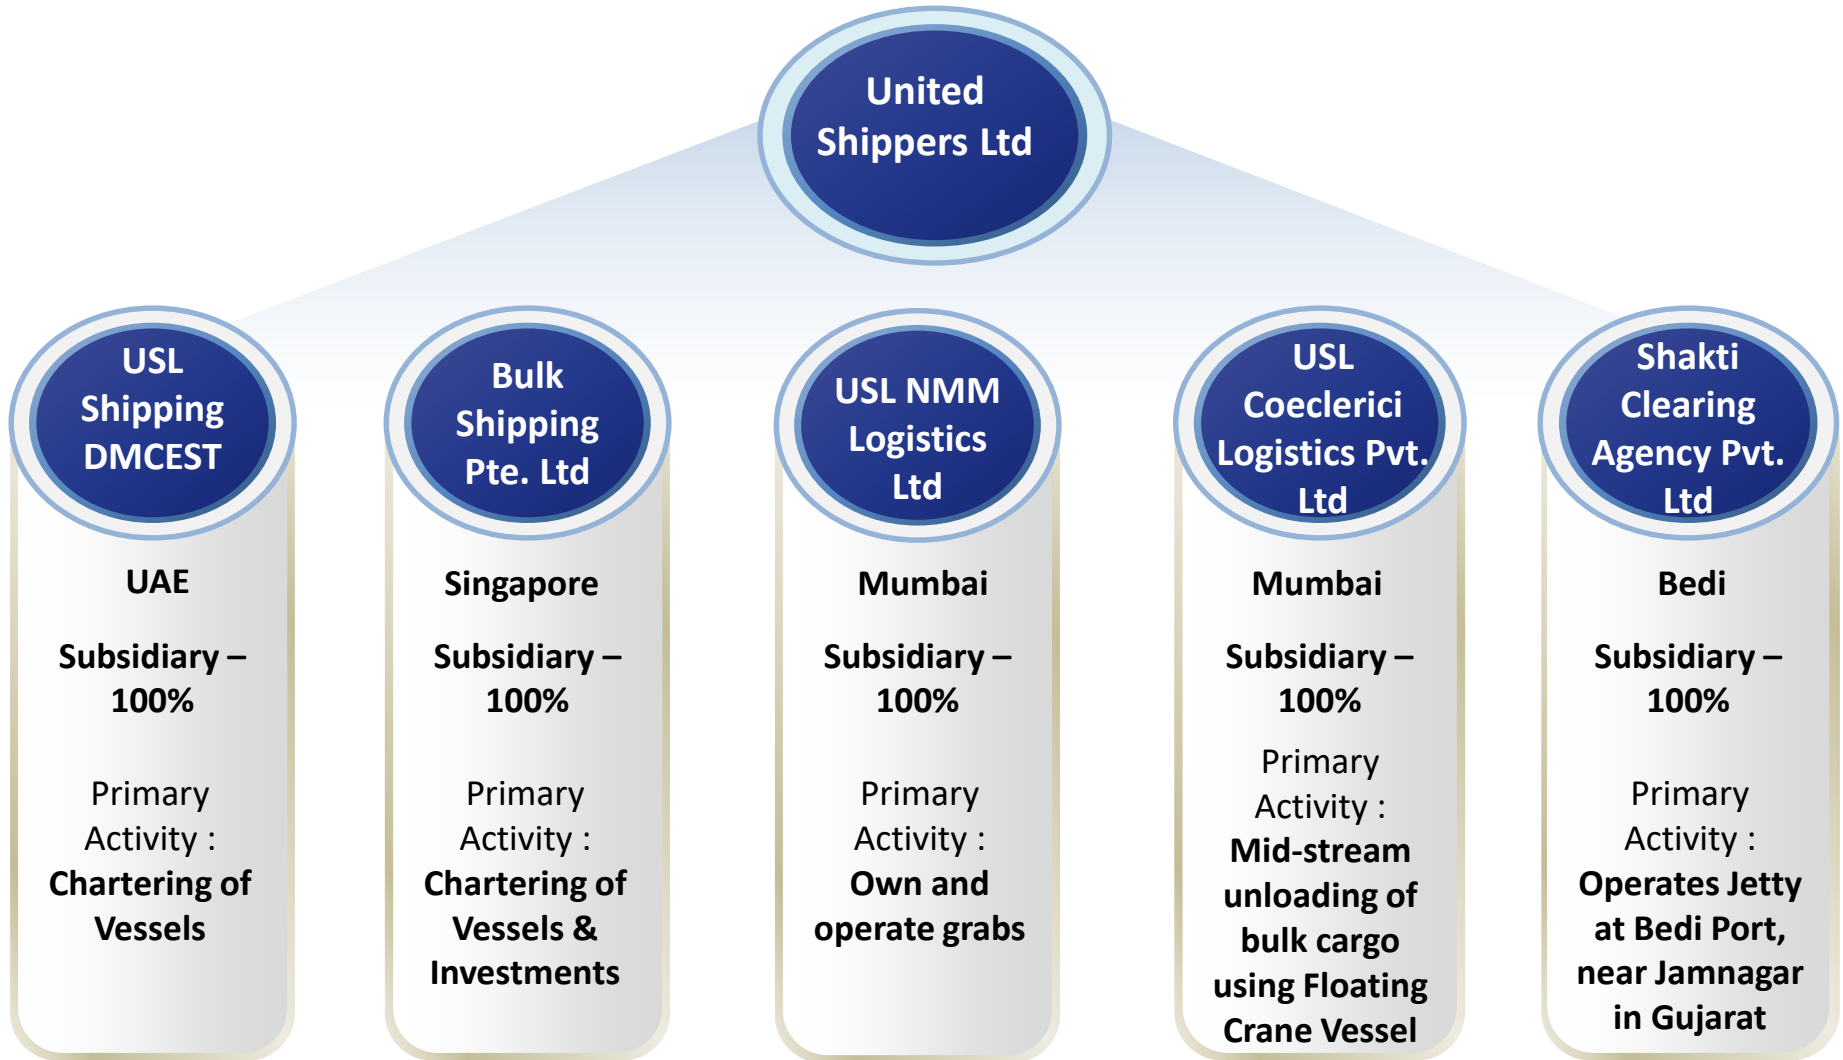 United
Shippers Ltd
USL
Shipping
DMCEST
UAE
Subsidiary –
100%
Primary
Activity :
Chartering of
Vessels
Bulk
Shipping
Pte. Ltd
Singapore
Subsidiary –
100%
Primary
Activity :
Chartering of
Vessels &
Investments
USL NMM
Logistics
Ltd
Mumbai
Subsidiary –
100%
Primary
Activity :
Own and
operate grabs
USL
Coeclerici
Logistics Pvt.
Ltd
Mumbai
Subsidiary –
100%
Primary
Activity :
Mid-stream
unloading of
bulk cargo
using Floating
Crane Vessel
Shakti
Clearing
Agency Pvt.
Ltd
Bedi
Subsidiary –
100%
Primary
Activity :
Operates Jetty
at Bedi Port,
near Jamnagar
in Gujarat